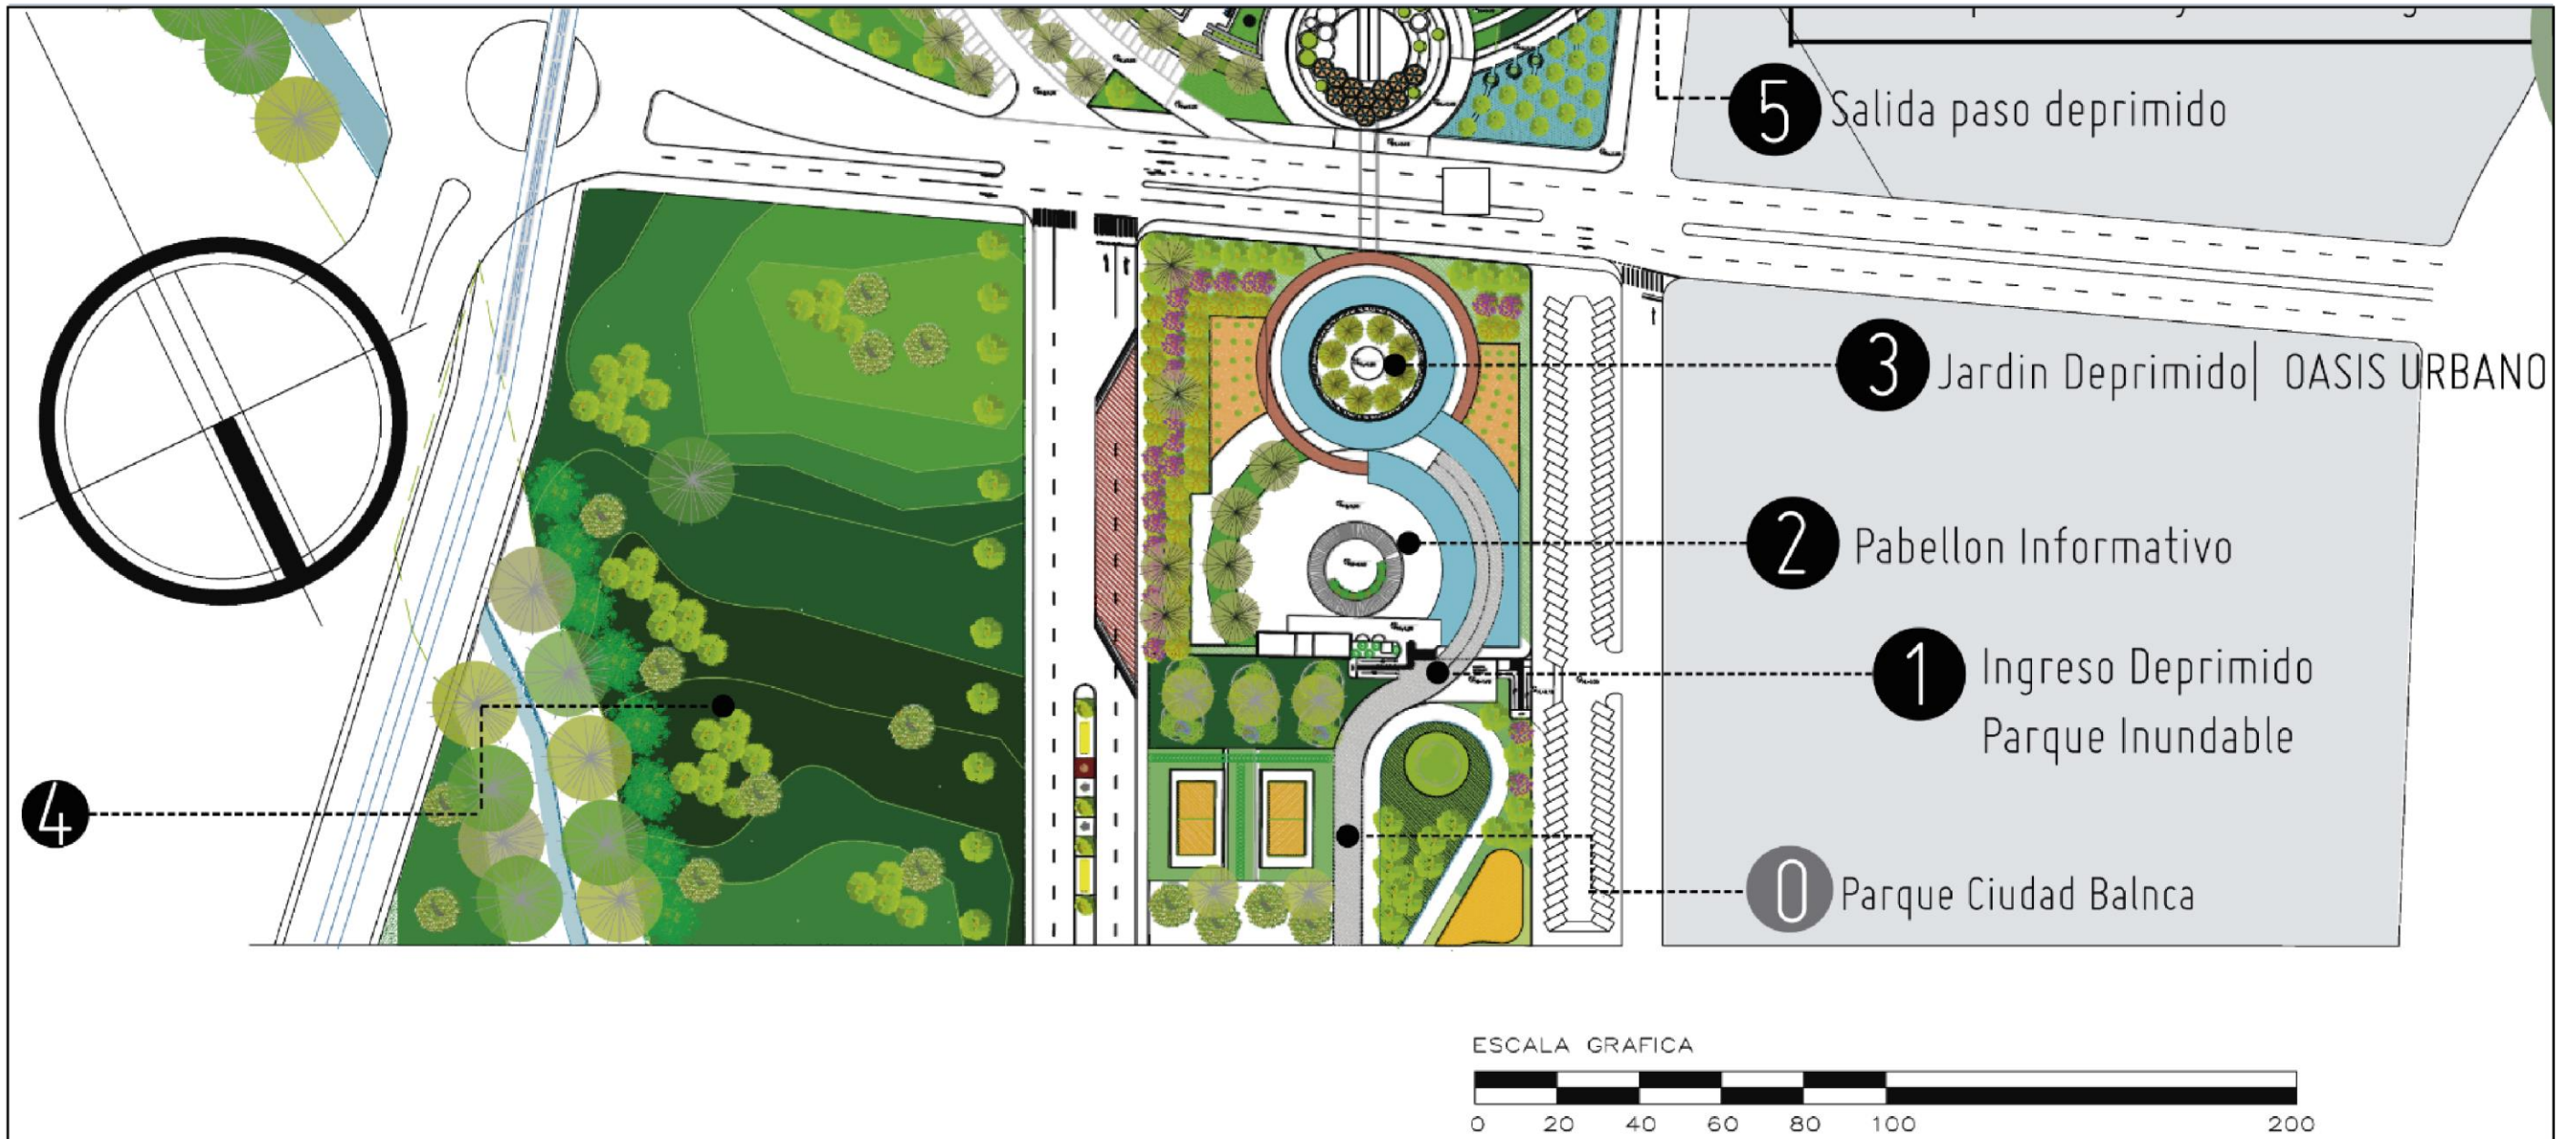 5 Salida paso deprimido
3 Jardin Deprimido| OASIS URBANO
2 Pabellon Informativo
1 Ingreso Deprimido
Parque Inundable
4
0 Parque Ciudad Balnca
ESCALA GRAFICA
0 20 40 60 80 100 200